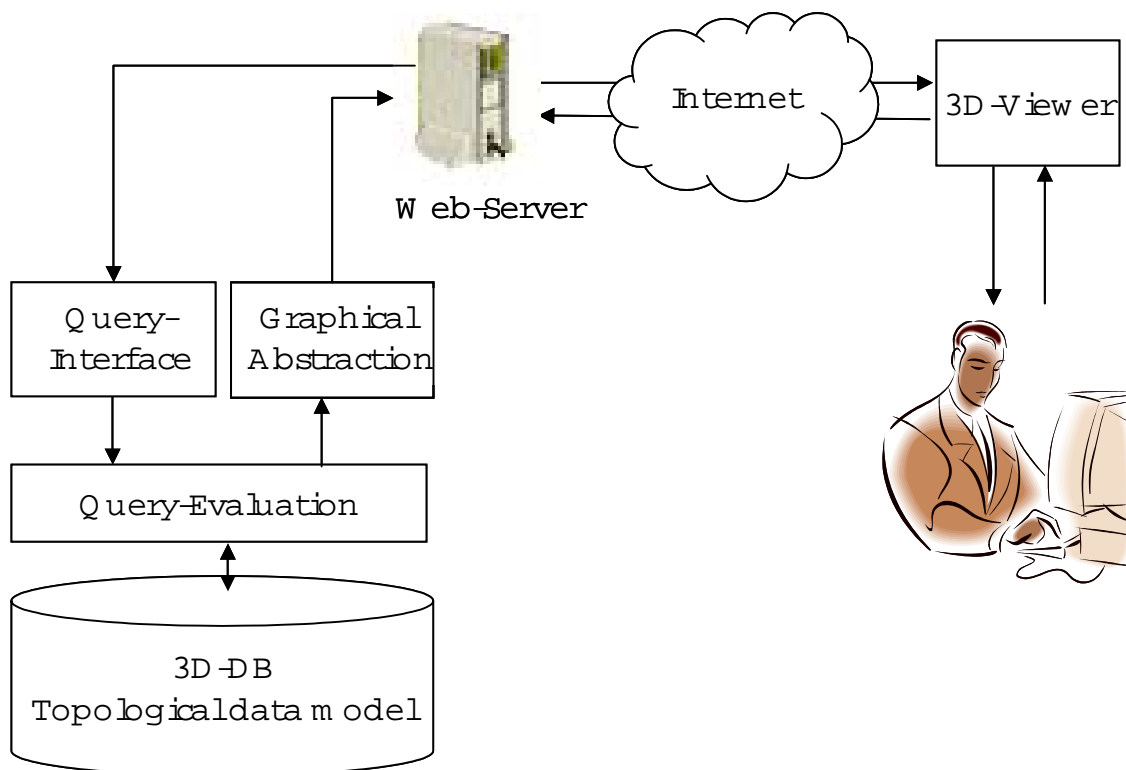 Internet
3D-Viewer
Web-Server
Query-
Interface
Graphical
Abstraction
Query-Evaluation
3D-DB
Topological data model